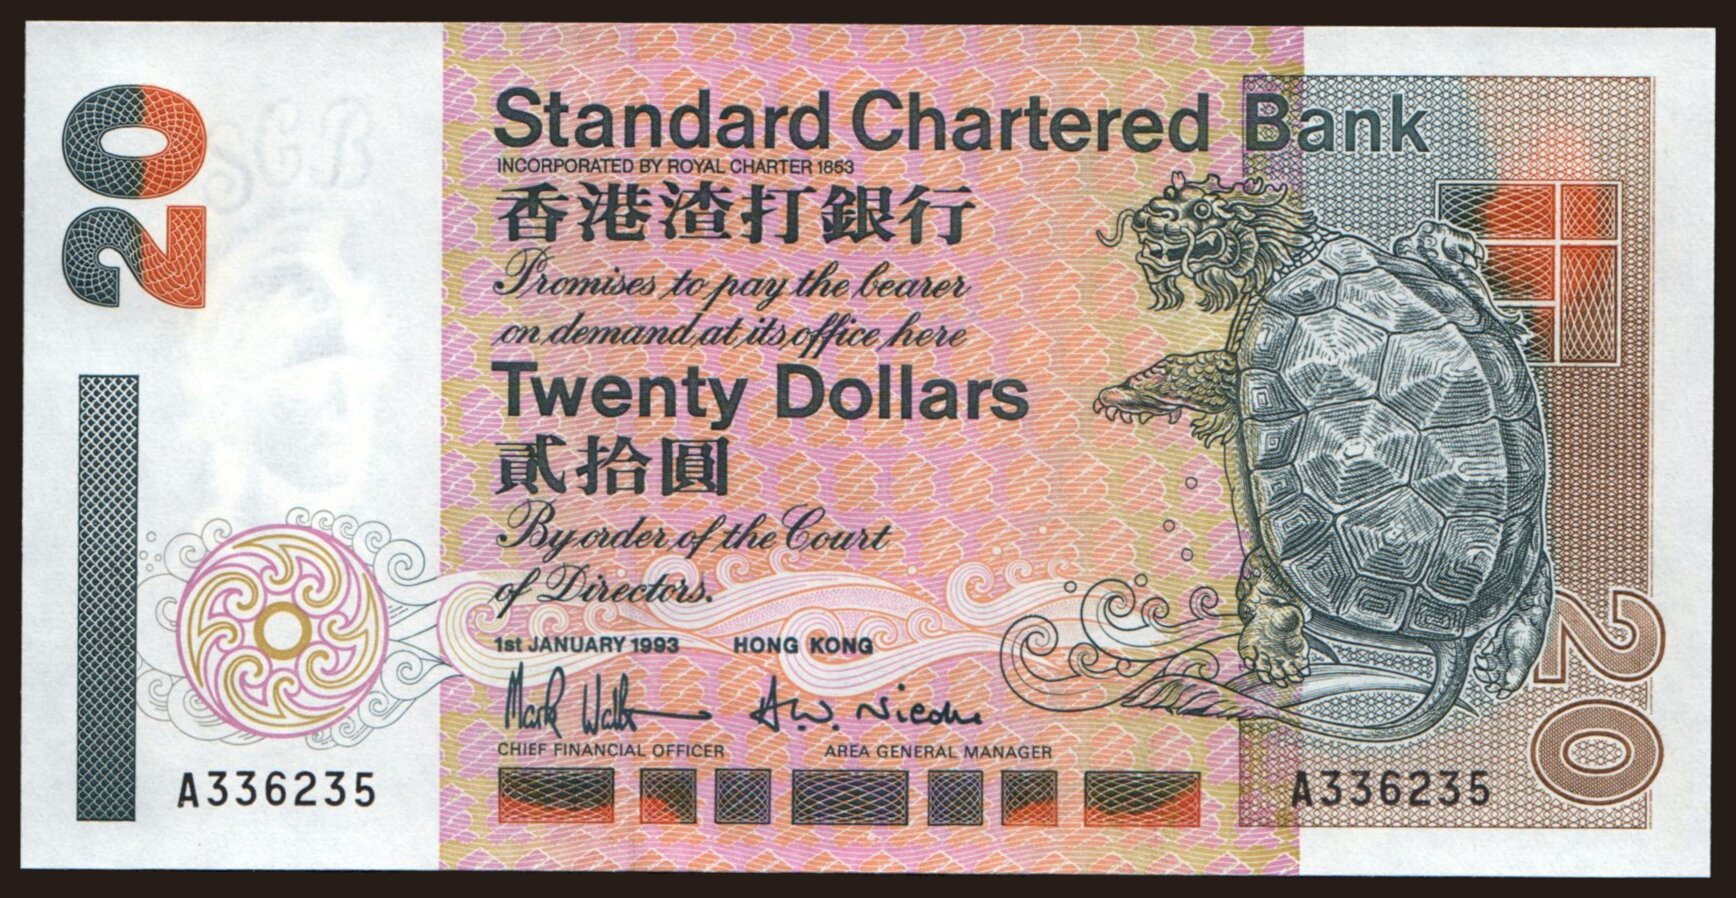 20
SCB
Standard Chartered Bank
INCORPORATED BY ROYAL CHARTER 1853
香港渣打銀行
Promises to pay the bearer
on demand at its office here
Twenty Dollars
貳拾圓
By order of the Court
of Directors.
1st JANUARY 1993 HONG KONG
CHIEF FINANCIAL OFFICER AREA GENERAL MANAGER
A336235 A336235
20